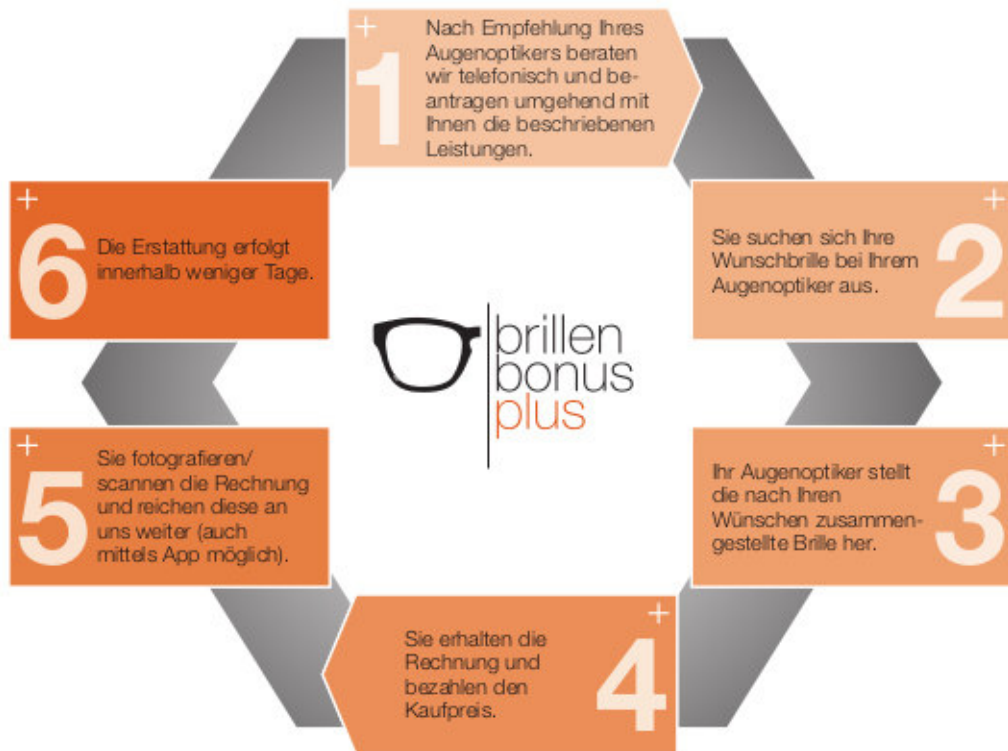 1
Nach Empfehlung Ihres
Augenoptikers beraten
wir telefonisch und be-
antragen umgehend mit
Ihnen die beschriebenen
Leistungen.
2
Sie suchen sich Ihre
Wunschbrille bei Ihrem
Augenoptiker aus.
3
Ihr Augenoptiker stellt
die nach Ihren
Wünschen zusammen-
gestellte Brille her.
4
Sie erhalten die
Rechnung und
bezahlen den
Kaufpreis.
5
Sie fotografieren/
scannen die Rechnung
und reichen diese an
uns weiter (auch
mittels App möglich).
6
Die Erstattung erfolgt
innerhalb weniger Tage.
brillen
bonus
plus